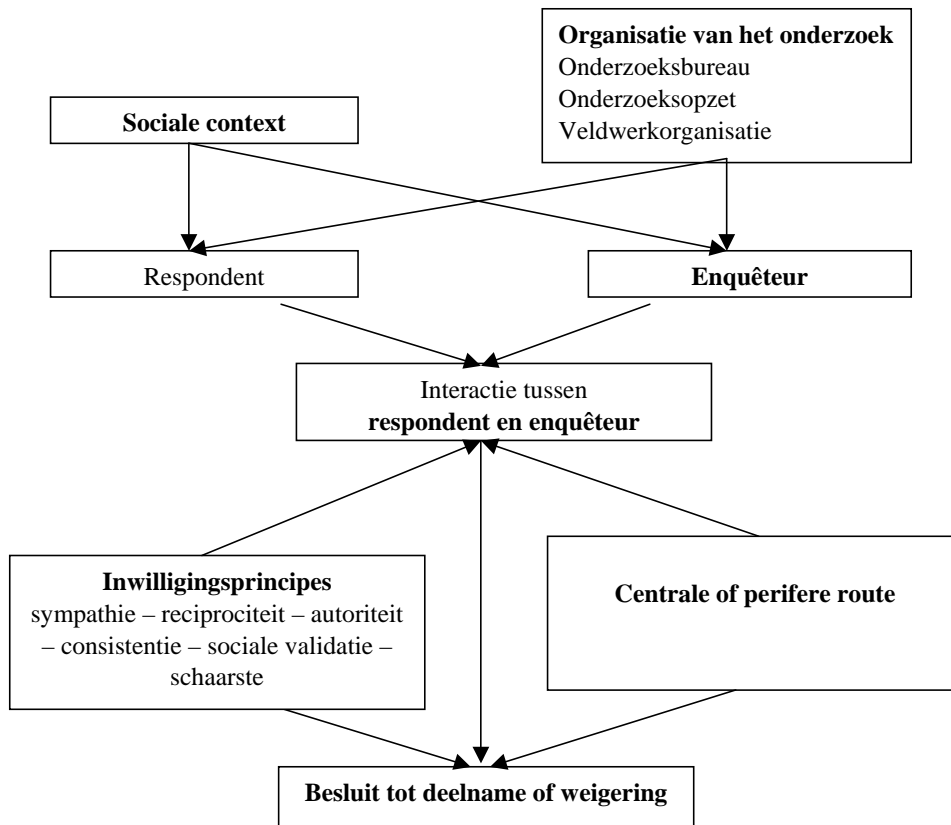 Organisatie van het onderzoek
Onderzoeksbureau
Onderzoeksopzet
Veldwerkorganisatie
Sociale context
Respondent
Enquêteur
Interactie tussen
respondent en enquêteur
Inwilligingsprincipes
sympathie – reciprociteit – autoriteit
– consistentie – sociale validatie –
schaarste
Centrale of perifere route
Besluit tot deelname of weigering